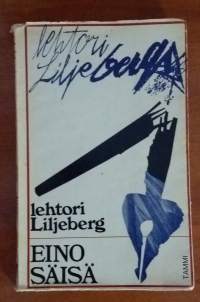 lehtori
Liljeberg
lehtori
Liljeberg
EINO
SÄISÄ
TAMMI